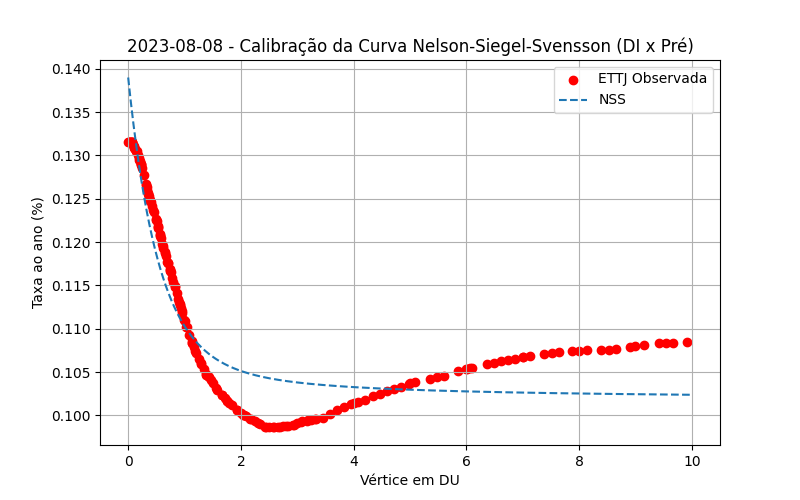 2023-08-08 - Calibração da Curva Nelson-Siegel-Svensson (DI x Pré)
0.140
0.135
0.130
0.125
0.120
0.115
0.110
0.105
0.100
Taxa ao ano (%)
ETTJ Observada
NSS
0 2 4 6 8 10
Vértice em DU